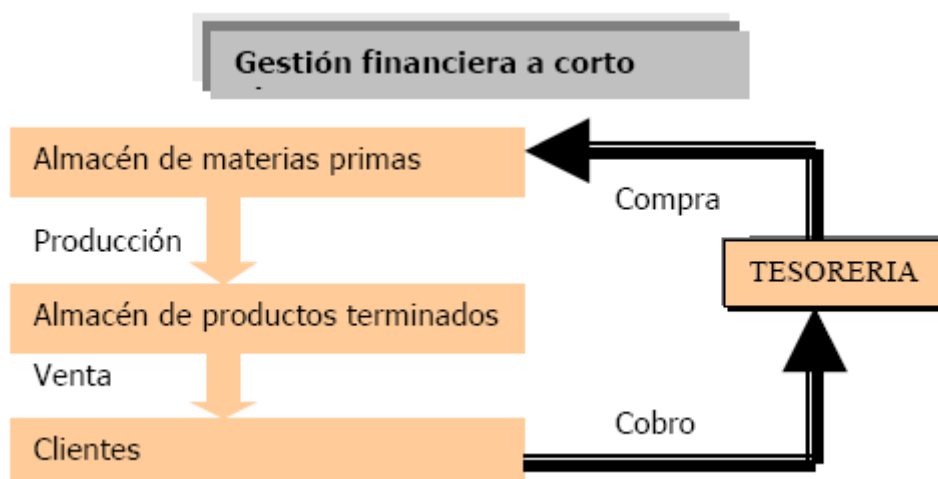 Gestión financiera a corto
Almacén de materias primas
Compra
Producción
TESORERIA
Almacén de productos terminados
Venta
Cobro
Clientes